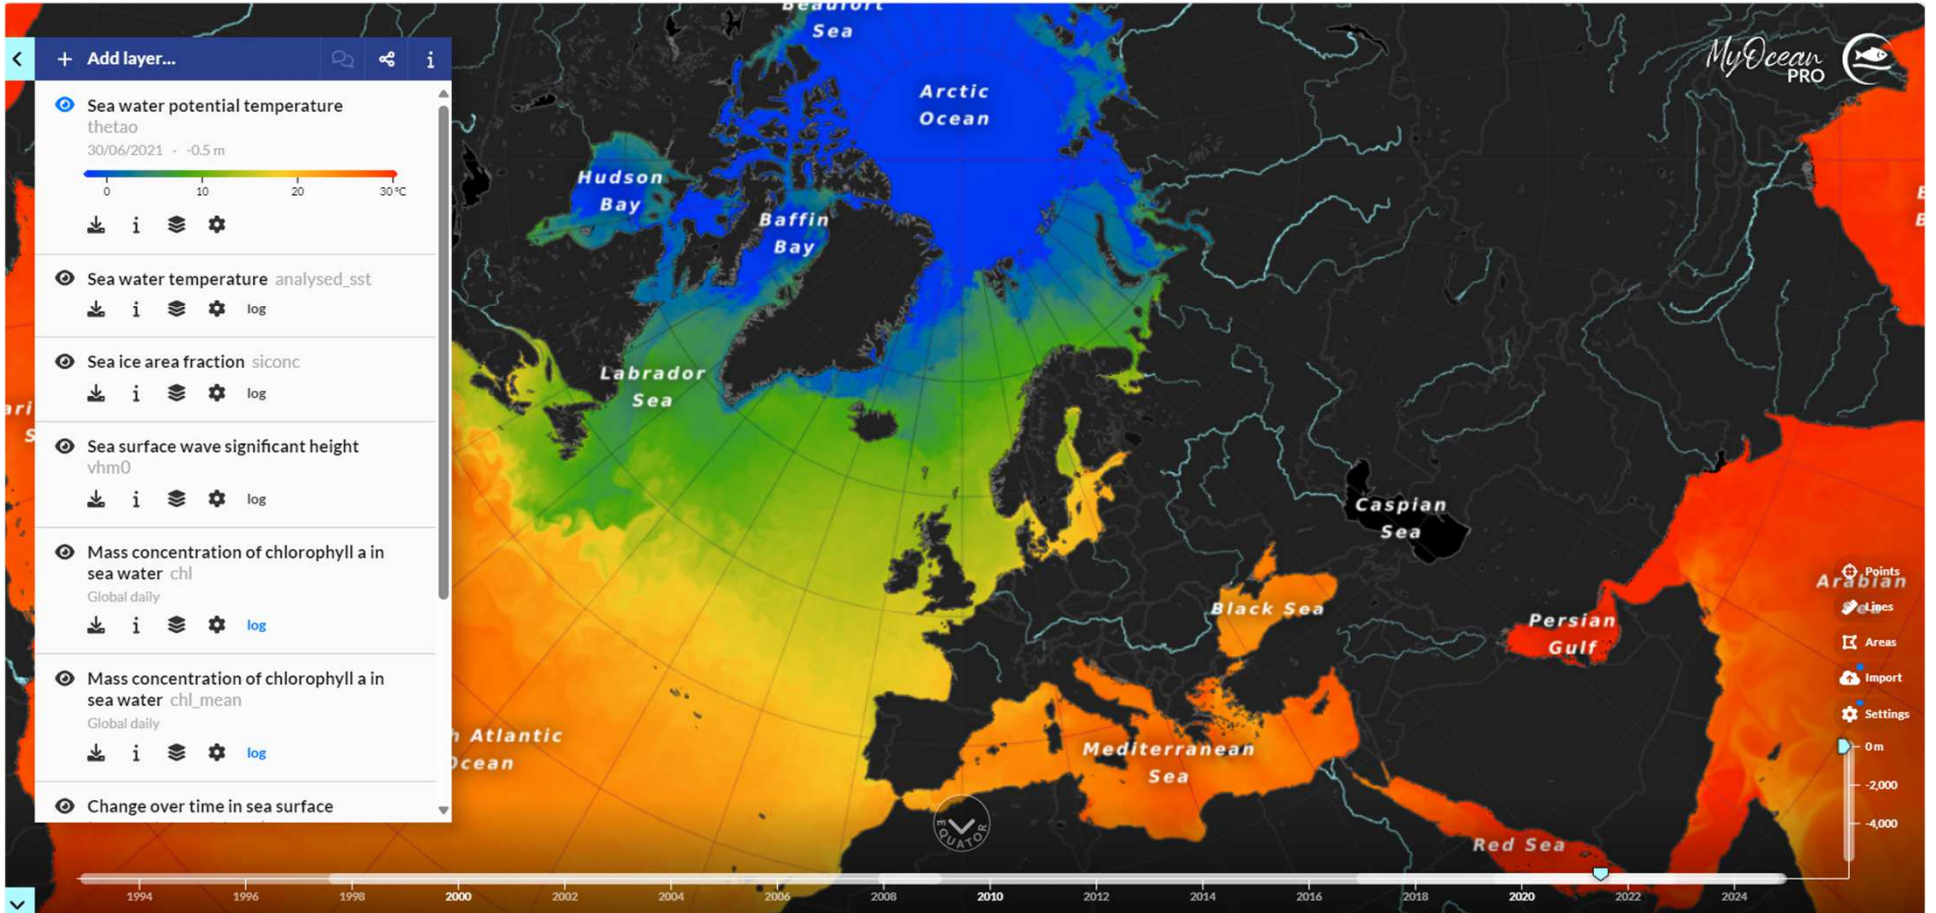 Add layer...
i
Sea water potential temperature
thetao
30/06/2021 · -0.5 m
0 10 20 30 °C
i
Sea water temperature analysed_sst
i log
Sea ice area fraction siconc
i log
Sea surface wave significant height
vhm0
i log
Mass concentration of chlorophyll a in
sea water chl
Global daily
i log
Mass concentration of chlorophyll a in
sea water chl_mean
Global daily
i log
Change over time in sea surface
Beaufort
Sea
Arctic
Ocean
Hudson
Bay
Baffin
Bay
Labrador
Sea
h Atlantic
Ocean
Caspian
Sea
Black Sea
Persian
Gulf
Mediterranean
Sea
Red Sea
Arabian
EQUATOR
MyOcean
PRO
Points
Lines
Areas
Import
Settings
0 m
-2,000
-4,000
1994 1996 1998 2000 2002 2004 2006 2008 2010 2012 2014 2016 2018 2020 2022 2024